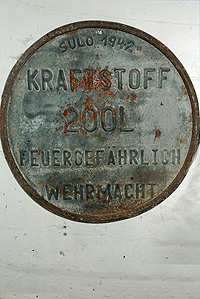 SULO 1942
KRAFTSTOFF
200L
FEUERGEFÄHRLICH
WEHRMACHT